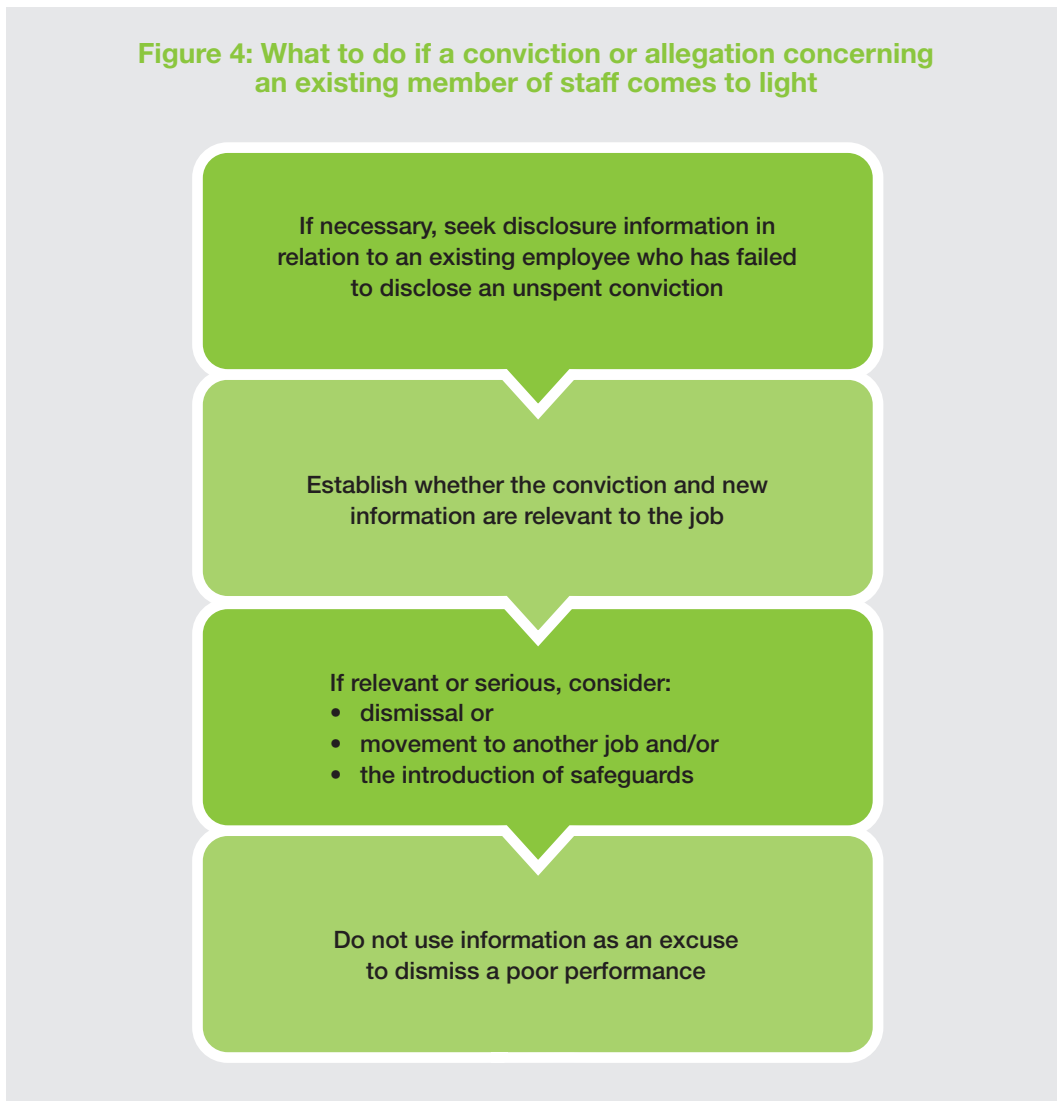 Figure 4: What to do if a conviction or allegation concerning
an existing member of staff comes to light
If necessary, seek disclosure information in
relation to an existing employee who has failed
to disclose an unspent conviction
Establish whether the conviction and new
information are relevant to the job
If relevant or serious, consider:
• dismissal or
• movement to another job and/or
• the introduction of safeguards
Do not use information as an excuse
to dismiss a poor performance